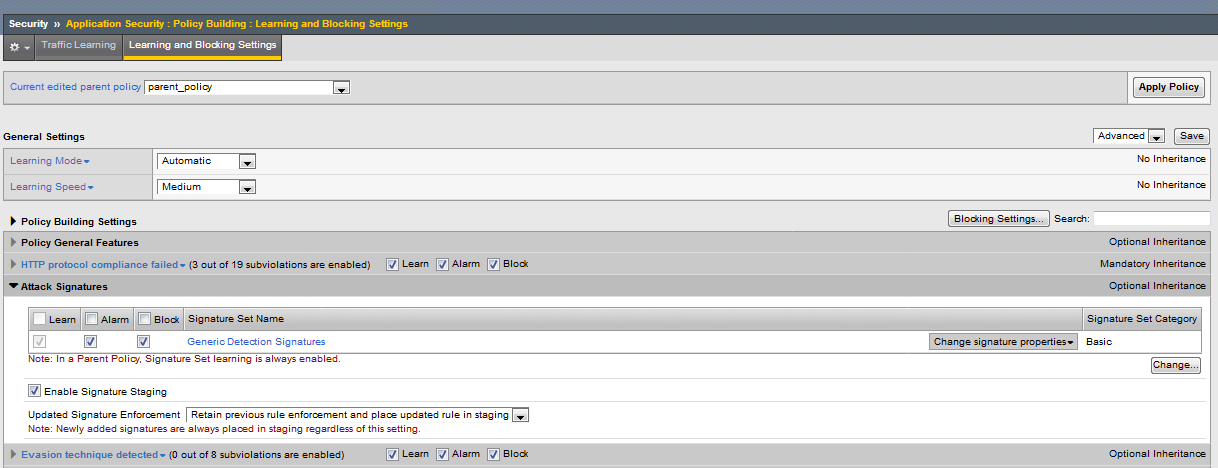 Security ›› Application Security : Policy Building : Learning and Blocking Settings
Traffic Learning Learning and Blocking Settings
Current edited parent policy parent_policy Apply Policy
General Settings Advanced Save
Learning Mode Automatic No Inheritance
Learning Speed Medium No Inheritance
Policy Building Settings Blocking Settings... Search:
Policy General Features Optional Inheritance
HTTP protocol compliance failed (3 out of 19 subviolations are enabled) Learn Alarm Block Mandatory Inheritance
Attack Signatures Optional Inheritance
Learn Alarm Block Signature Set Name Signature Set Category
Generic Detection Signatures Change signature properties Basic
Note: In a Parent Policy, Signature Set learning is always enabled.
Change...
Enable Signature Staging
Updated Signature Enforcement Retain previous rule enforcement and place updated rule in staging
Note: Newly added signatures are always placed in staging regardless of this setting.
Evasion technique detected (0 out of 8 subviolations are enabled) Learn Alarm Block Optional Inheritance